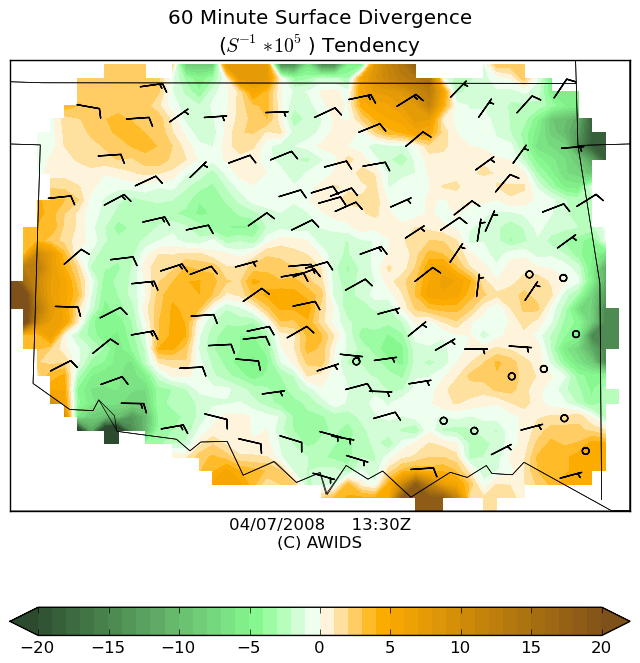 60 Minute Surface Divergence
(S⁻¹ ∗ 10⁵ ) Tendency
04/07/2008 13:30Z
(C) AWIDS
−20 −15 −10 −5 0 5 10 15 20